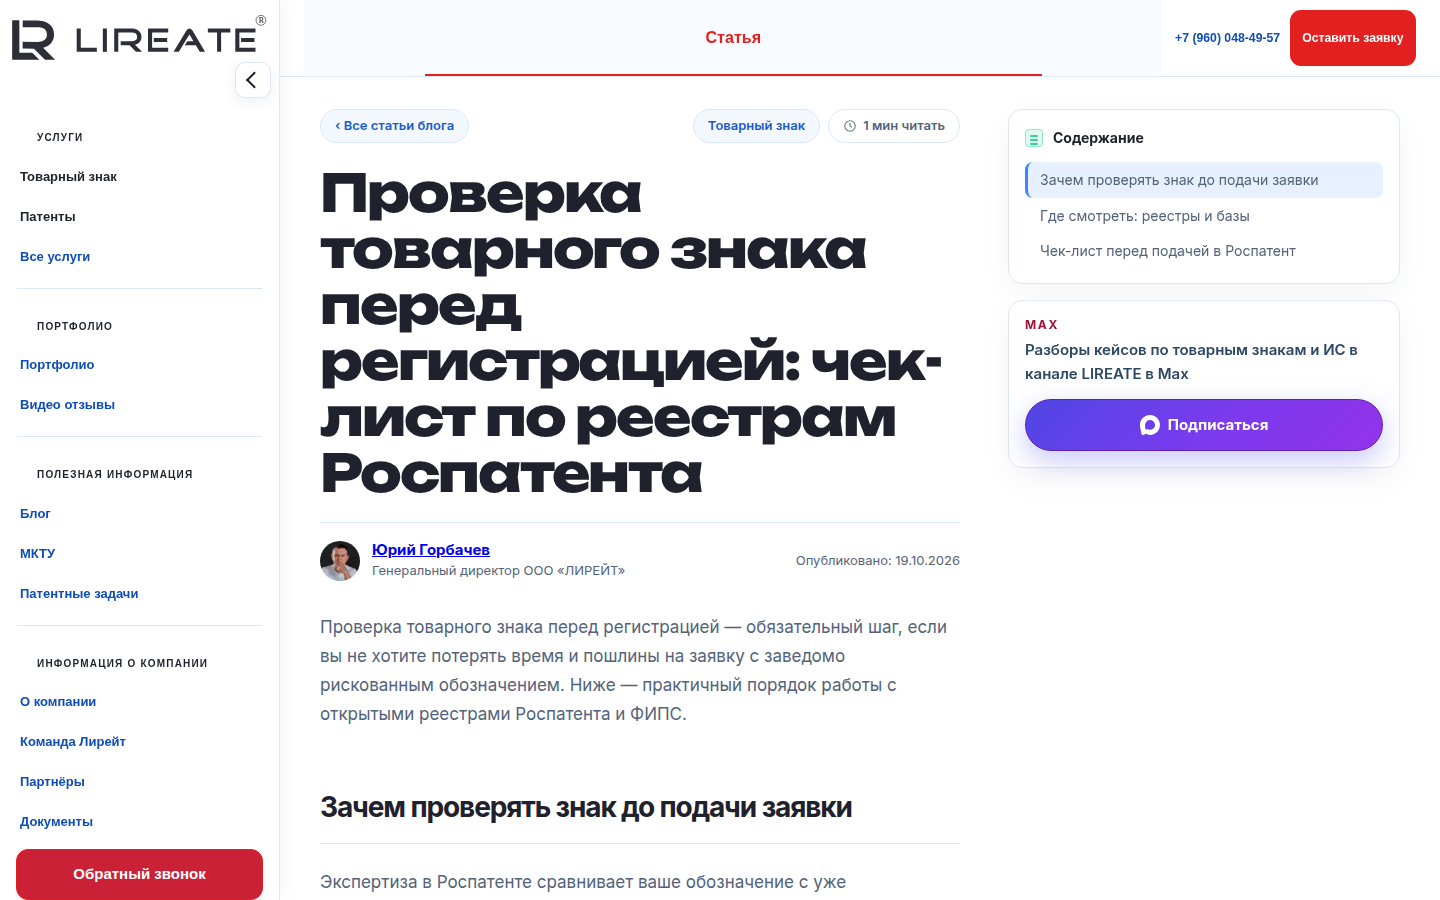 LIREATE®
УСЛУГИ
Товарный знак
Патенты
Все услуги
ПОРТФОЛИО
Портфолио
Видео отзывы
ПОЛЕЗНАЯ ИНФОРМАЦИЯ
Блог
МКТУ
Патентные задачи
ИНФОРМАЦИЯ О КОМПАНИИ
О компании
Команда Лирейт
Партнёры
Документы
Обратный звонок
Статья
+7 (960) 048-49-57
Оставить заявку
‹ Все статьи блога
Товарный знак
1 мин читать
Проверка
товарного знака
перед
регистрацией: чек-
лист по реестрам
Роспатента
Юрий Горбачев
Генеральный директор ООО «ЛИРЕЙТ»
Опубликовано: 19.10.2026
Проверка товарного знака перед регистрацией — обязательный шаг, если
вы не хотите потерять время и пошлины на заявку с заведомо
рискованным обозначением. Ниже — практичный порядок работы с
открытыми реестрами Роспатента и ФИПС.
Зачем проверять знак до подачи заявки
Экспертиза в Роспатенте сравнивает ваше обозначение с уже
Содержание
Зачем проверять знак до подачи заявки
Где смотреть: реестры и базы
Чек-лист перед подачей в Роспатент
MAX
Разборы кейсов по товарным знакам и ИС в
канале LIREATE в Max
Подписаться